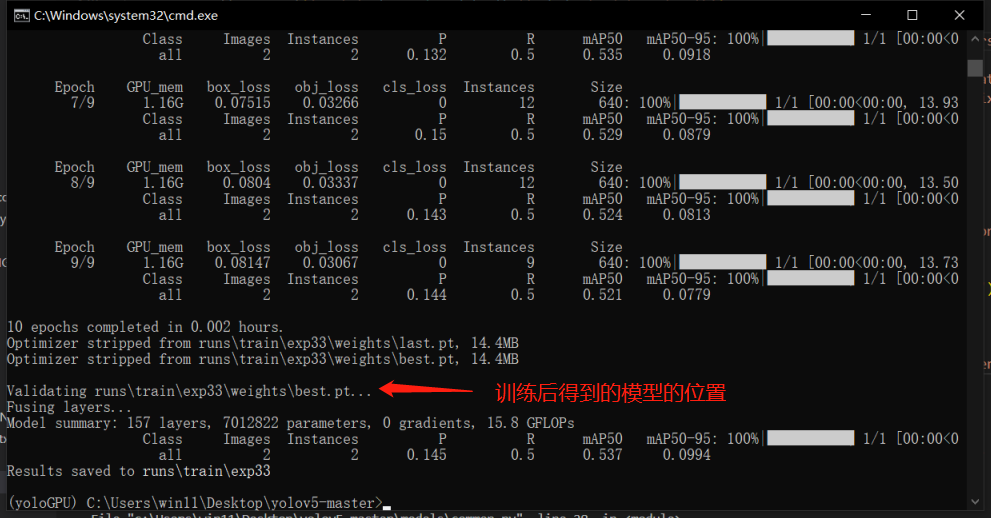 C:\Windows\system32\cmd.exe
Class Images Instances P R mAP50 mAP50-95: 100% 1/1 [00:00<0
all 2 2 0.132 0.5 0.535 0.0918
Epoch GPU_mem box_loss obj_loss cls_loss Instances Size
7/9 1.16G 0.07515 0.03266 0 12 640: 100% 1/1 [00:00<00:00, 13.93
Class Images Instances P R mAP50 mAP50-95: 100% 1/1 [00:00<0
all 2 2 0.15 0.5 0.529 0.0879
Epoch GPU_mem box_loss obj_loss cls_loss Instances Size
8/9 1.16G 0.0804 0.03337 0 12 640: 100% 1/1 [00:00<00:00, 13.50
Class Images Instances P R mAP50 mAP50-95: 100% 1/1 [00:00<0
all 2 2 0.143 0.5 0.524 0.0813
Epoch GPU_mem box_loss obj_loss cls_loss Instances Size
9/9 1.16G 0.08147 0.03067 0 9 640: 100% 1/1 [00:00<00:00, 13.73
Class Images Instances P R mAP50 mAP50-95: 100% 1/1 [00:00<0
all 2 2 0.144 0.5 0.521 0.0779
10 epochs completed in 0.002 hours.
Optimizer stripped from runs\train\exp33\weights\last.pt, 14.4MB
Optimizer stripped from runs\train\exp33\weights\best.pt, 14.4MB
Validating runs\train\exp33\weights\best.pt... 训练后得到的模型的位置
Fusing layers...
Model summary: 157 layers, 7012822 parameters, 0 gradients, 15.8 GFLOPs
Class Images Instances P R mAP50 mAP50-95: 100% 1/1 [00:00<0
all 2 2 0.145 0.5 0.537 0.0994
Results saved to runs\train\exp33
(yoloGPU) C:\Users\win11\Desktop\yolov5-master>